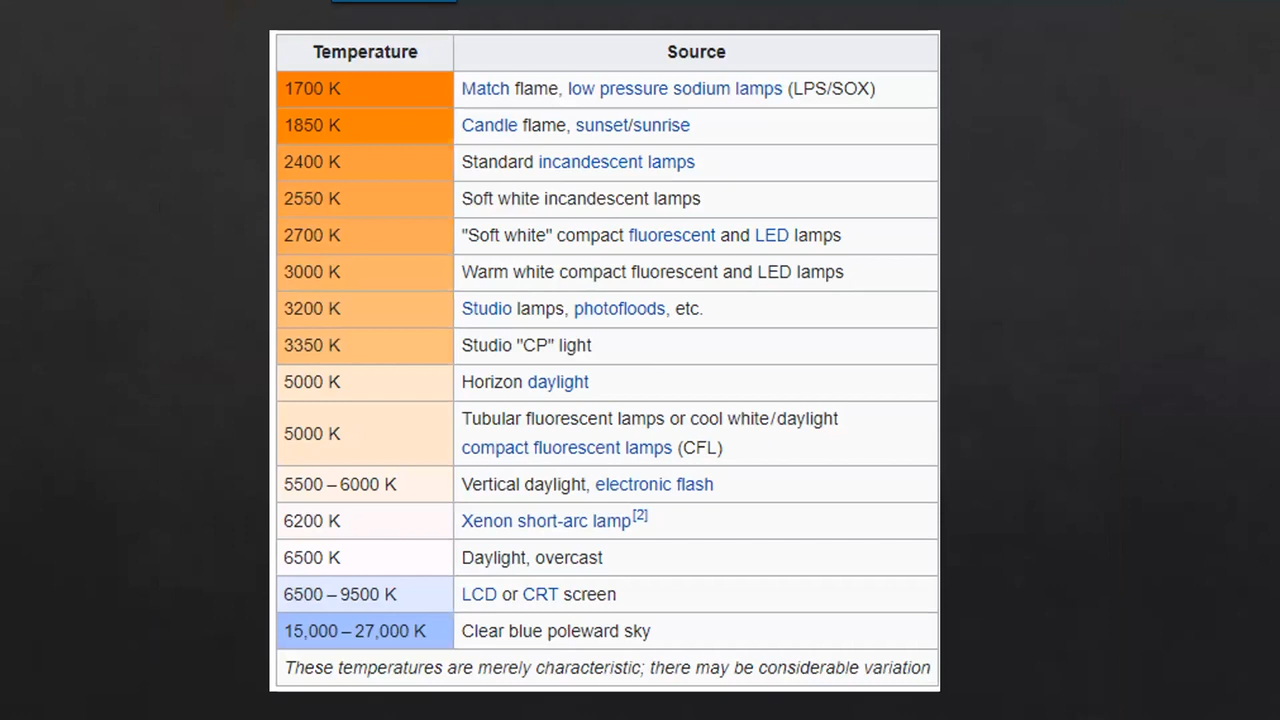 Temperature Source
1700 K Match flame, low pressure sodium lamps (LPS/SOX)
1850 K Candle flame, sunset/sunrise
2400 K Standard incandescent lamps
2550 K Soft white incandescent lamps
2700 K "Soft white" compact fluorescent and LED lamps
3000 K Warm white compact fluorescent and LED lamps
3200 K Studio lamps, photofloods, etc.
3350 K Studio "CP" light
5000 K Horizon daylight
5000 K Tubular fluorescent lamps or cool white/daylight
compact fluorescent lamps (CFL)
5500 – 6000 K Vertical daylight, electronic flash
6200 K Xenon short-arc lamp[2]
6500 K Daylight, overcast
6500 – 9500 K LCD or CRT screen
15,000 – 27,000 K Clear blue poleward sky
These temperatures are merely characteristic; there may be considerable variation